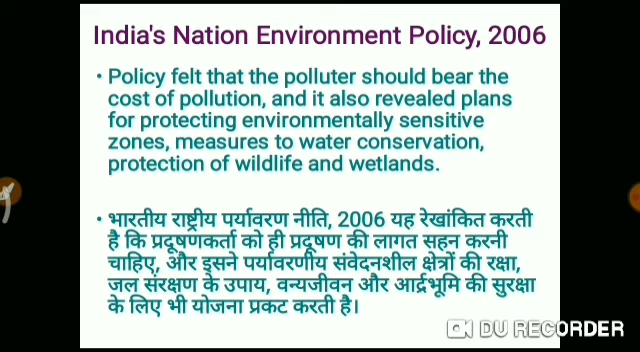 India's Nation Environment Policy, 2006
• Policy felt that the polluter should bear the
cost of pollution, and it also revealed plans
for protecting environmentally sensitive
zones, measures to water conservation,
protection of wildlife and wetlands.
• भारतीय राष्ट्रीय पर्यावरण नीति, 2006 यह रेखांकित करती
है कि प्रदूषणकर्ता को ही प्रदूषण की लागत सहन करनी
चाहिए, और इसने पर्यावरणीय संवेदनशील क्षेत्रों की रक्षा,
जल संरक्षण के उपाय, वन्यजीवन और आर्द्रभूमि की सुरक्षा
के लिए भी योजना प्रकट करती है।
DU RECORDER